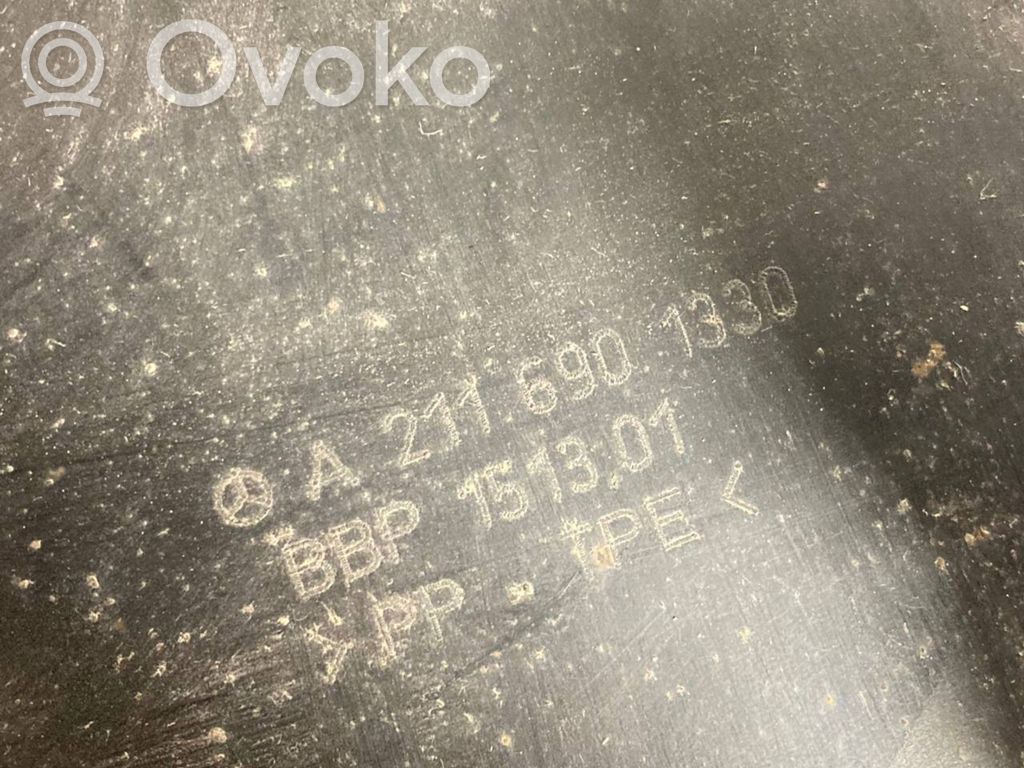 Ovoko
A 211 690 1330
BBP 1513.01
>PP - TPE<